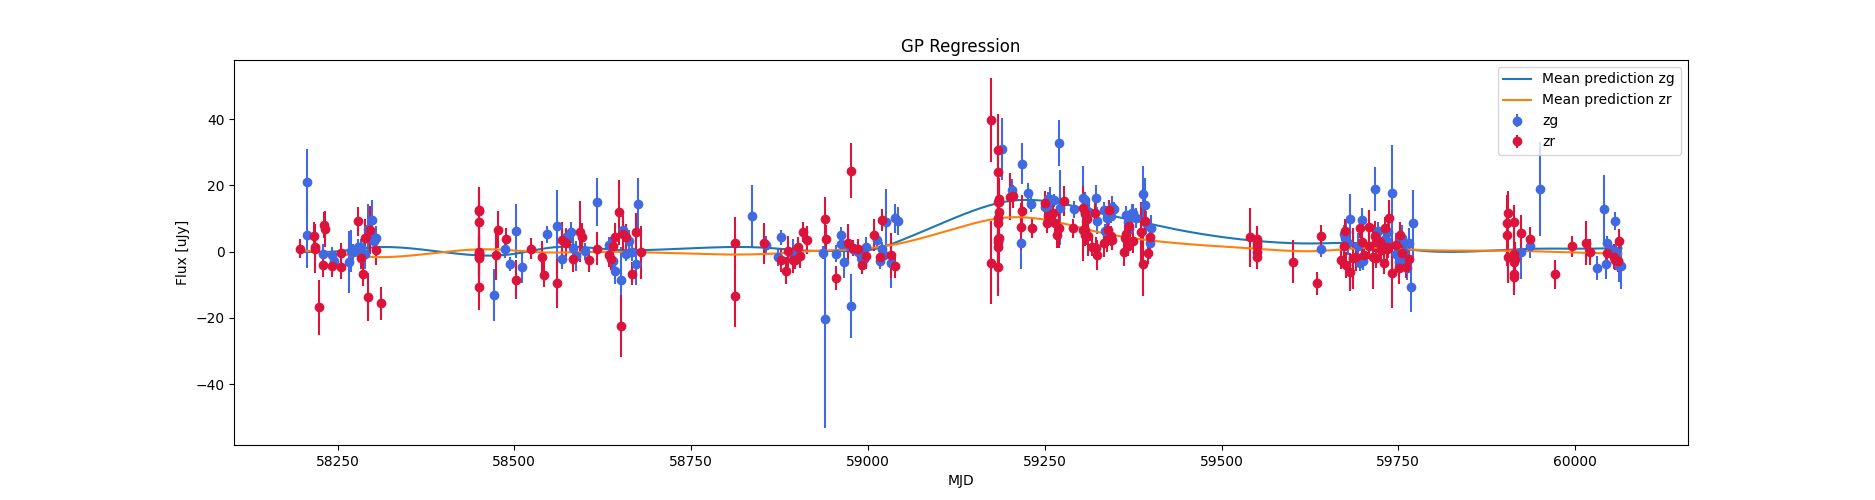 GP Regression
Mean prediction zg
Mean prediction zr
zg
zr
Flux [uJy]
40
20
0
−20
−40
58250
58500
58750
59000
59250
59500
59750
60000
MJD